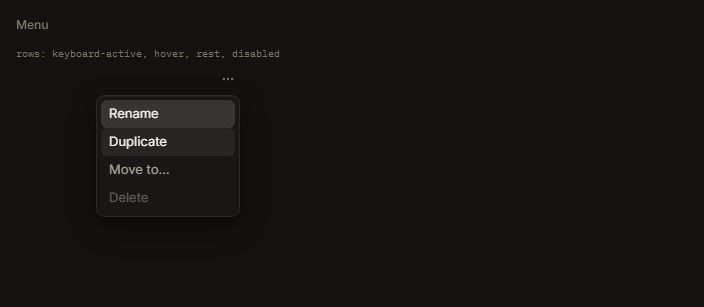 Menu
rows: keyboard-active, hover, rest, disabled
...
Rename
Duplicate
Move to...
Delete